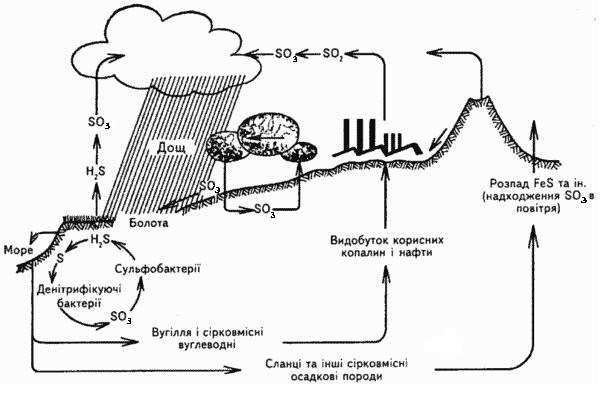 SO₃
SO₂
SO₃
Дощ
H₂S
SO₃
SO₃
Розпад FeS та ін.
(надходження SO₃ в
повітря)
Болота
Море
S
H₂S
Видобуток корисних
копалин і нафти
Сульфобактерії
Денітрифікуючі
бактерії
SO₃
Вугілля і сірковмісні
вуглеводні
Сланці та інші сірковмісні
осадкові породи